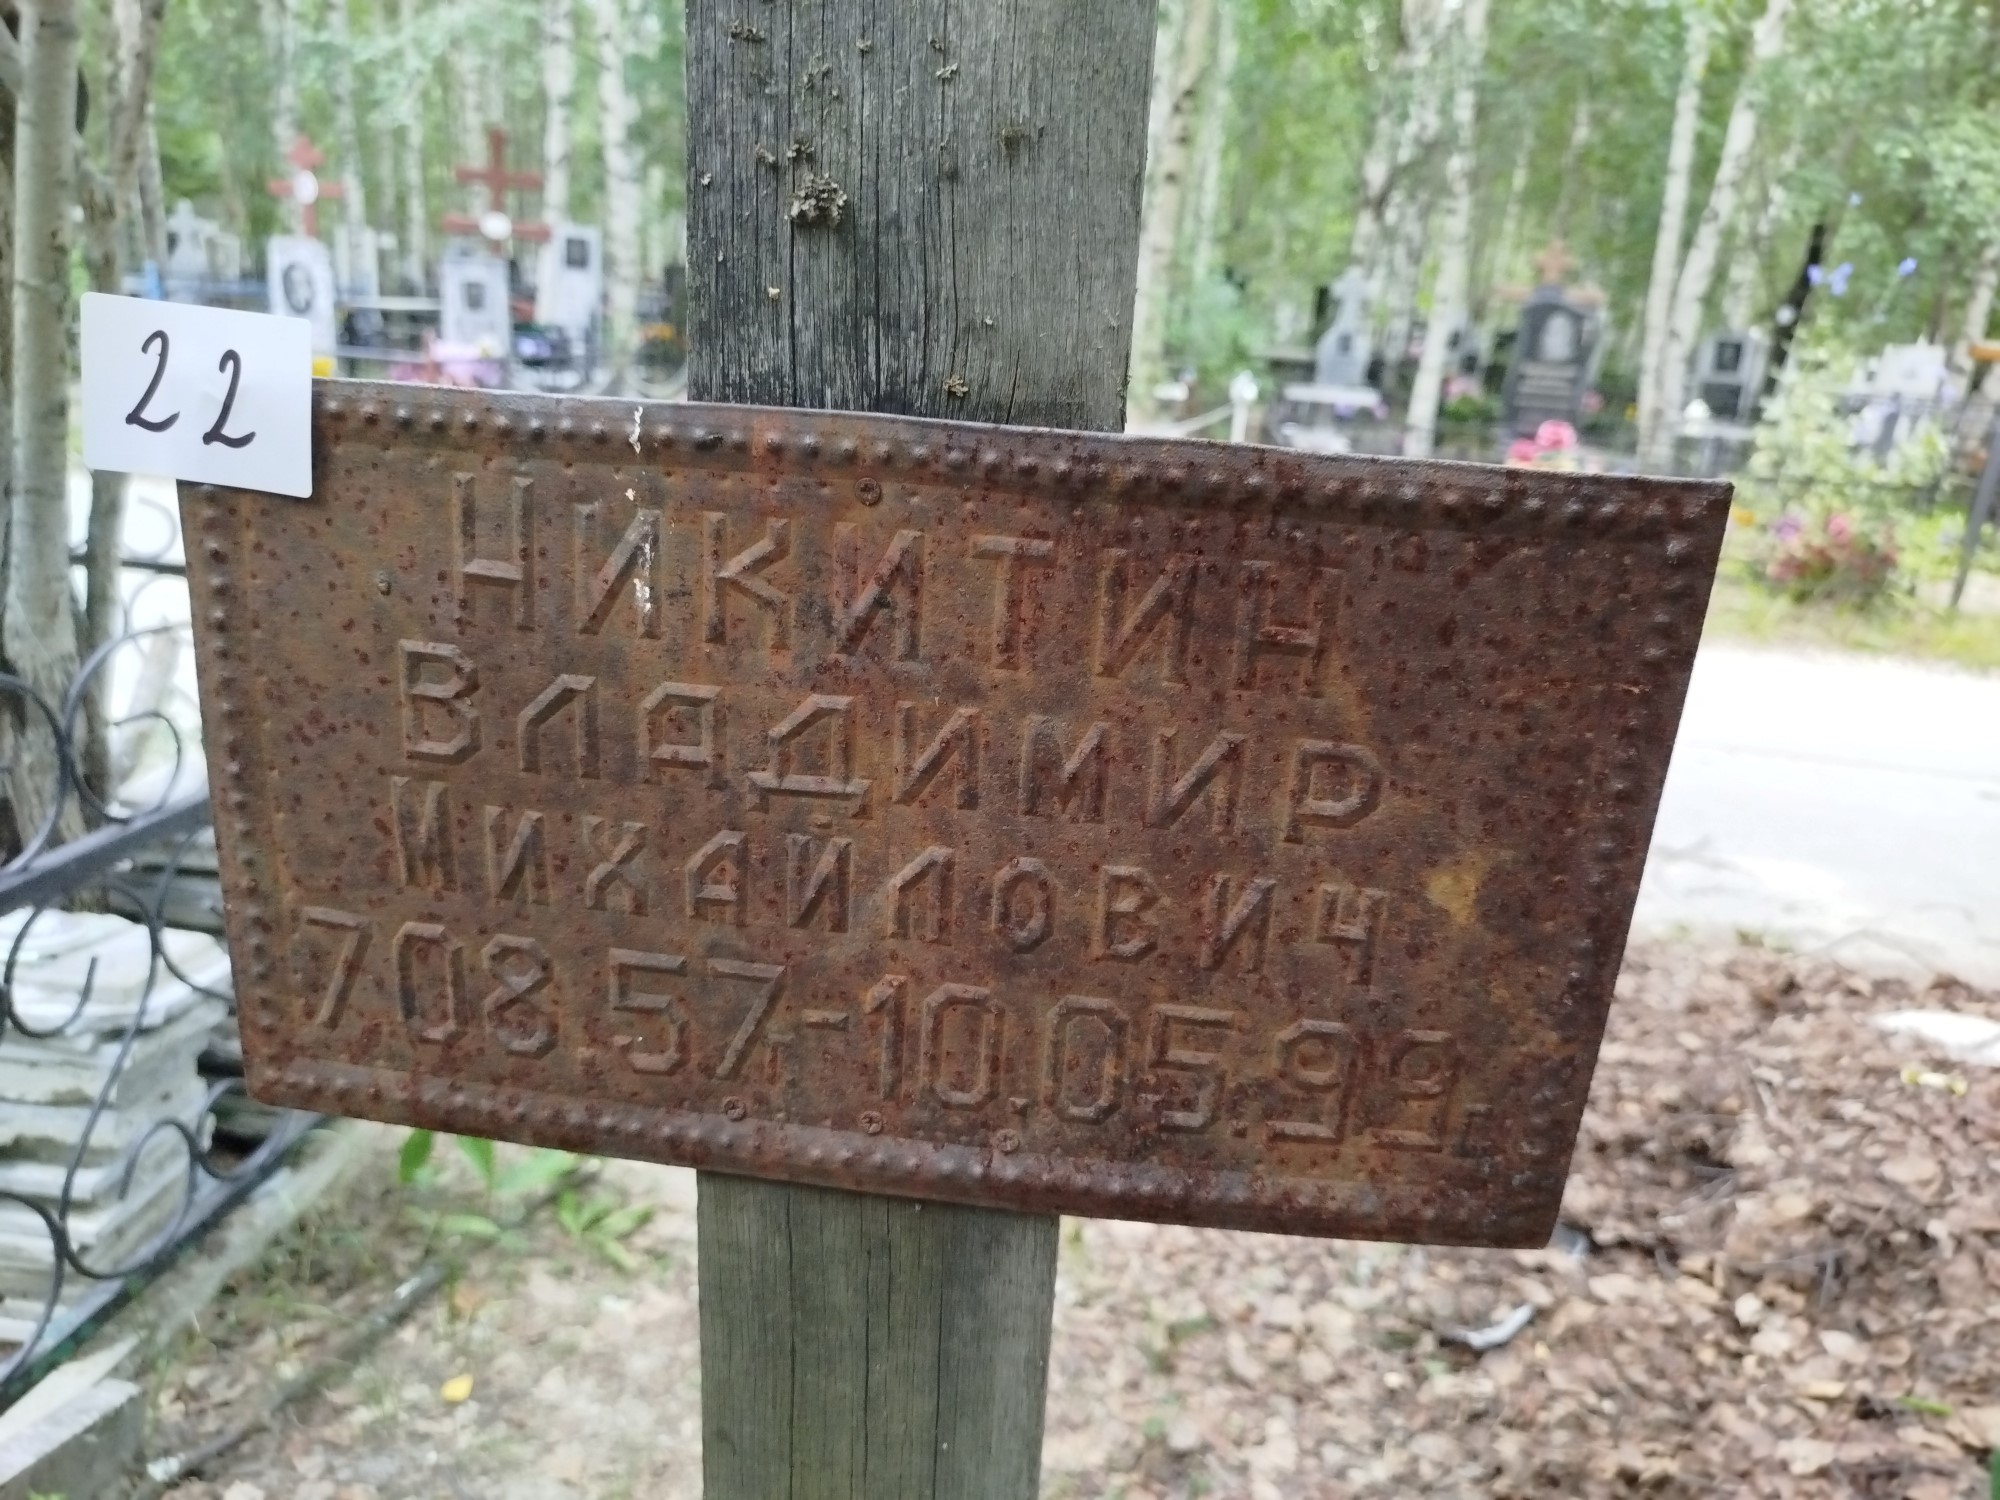 22
НИКИТИН
ВЛАДИМИР
МИХАЙЛОВИЧ
7 08 57-10.05.99г.